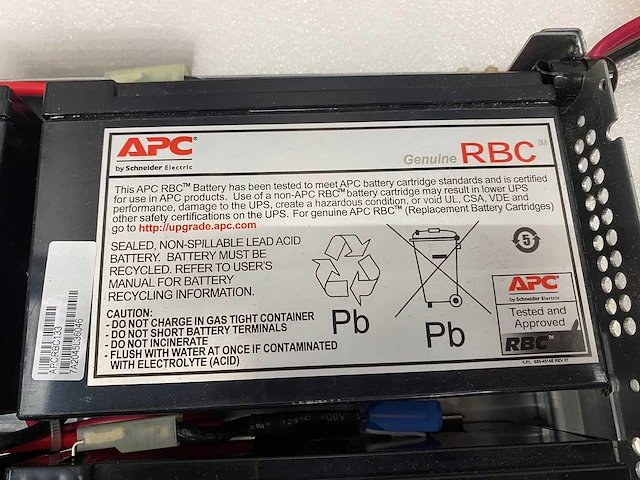 APC
by Schneider Electric
Genuine RBC™
This APC RBC™ Battery has been tested to meet APC battery cartridge standards and is certified
for use in APC products. Use of a non-APC RBC™ battery cartridge may result in lower UPS
performance, damage to the UPS, create a hazardous condition, or void UL, CSA, VDE and
other safety certifications on the UPS. For genuine APC RBC™ (Replacement Battery Cartridges)
go to http://upgrade.apc.com
SEALED, NON-SPILLABLE LEAD ACID
BATTERY. BATTERY MUST BE
RECYCLED. REFER TO USER'S
MANUAL FOR BATTERY
RECYCLING INFORMATION.
CAUTION:
- DO NOT CHARGE IN GAS TIGHT CONTAINER
- DO NOT SHORT BATTERY TERMINALS
- DO NOT INCINERATE
- FLUSH WITH WATER AT ONCE IF CONTAMINATED
WITH ELECTROLYTE (ACID)
Pb
Pb
5
APC
by Schneider Electric
Tested and
Approved
RBC
APCRBC133
125°C 600V